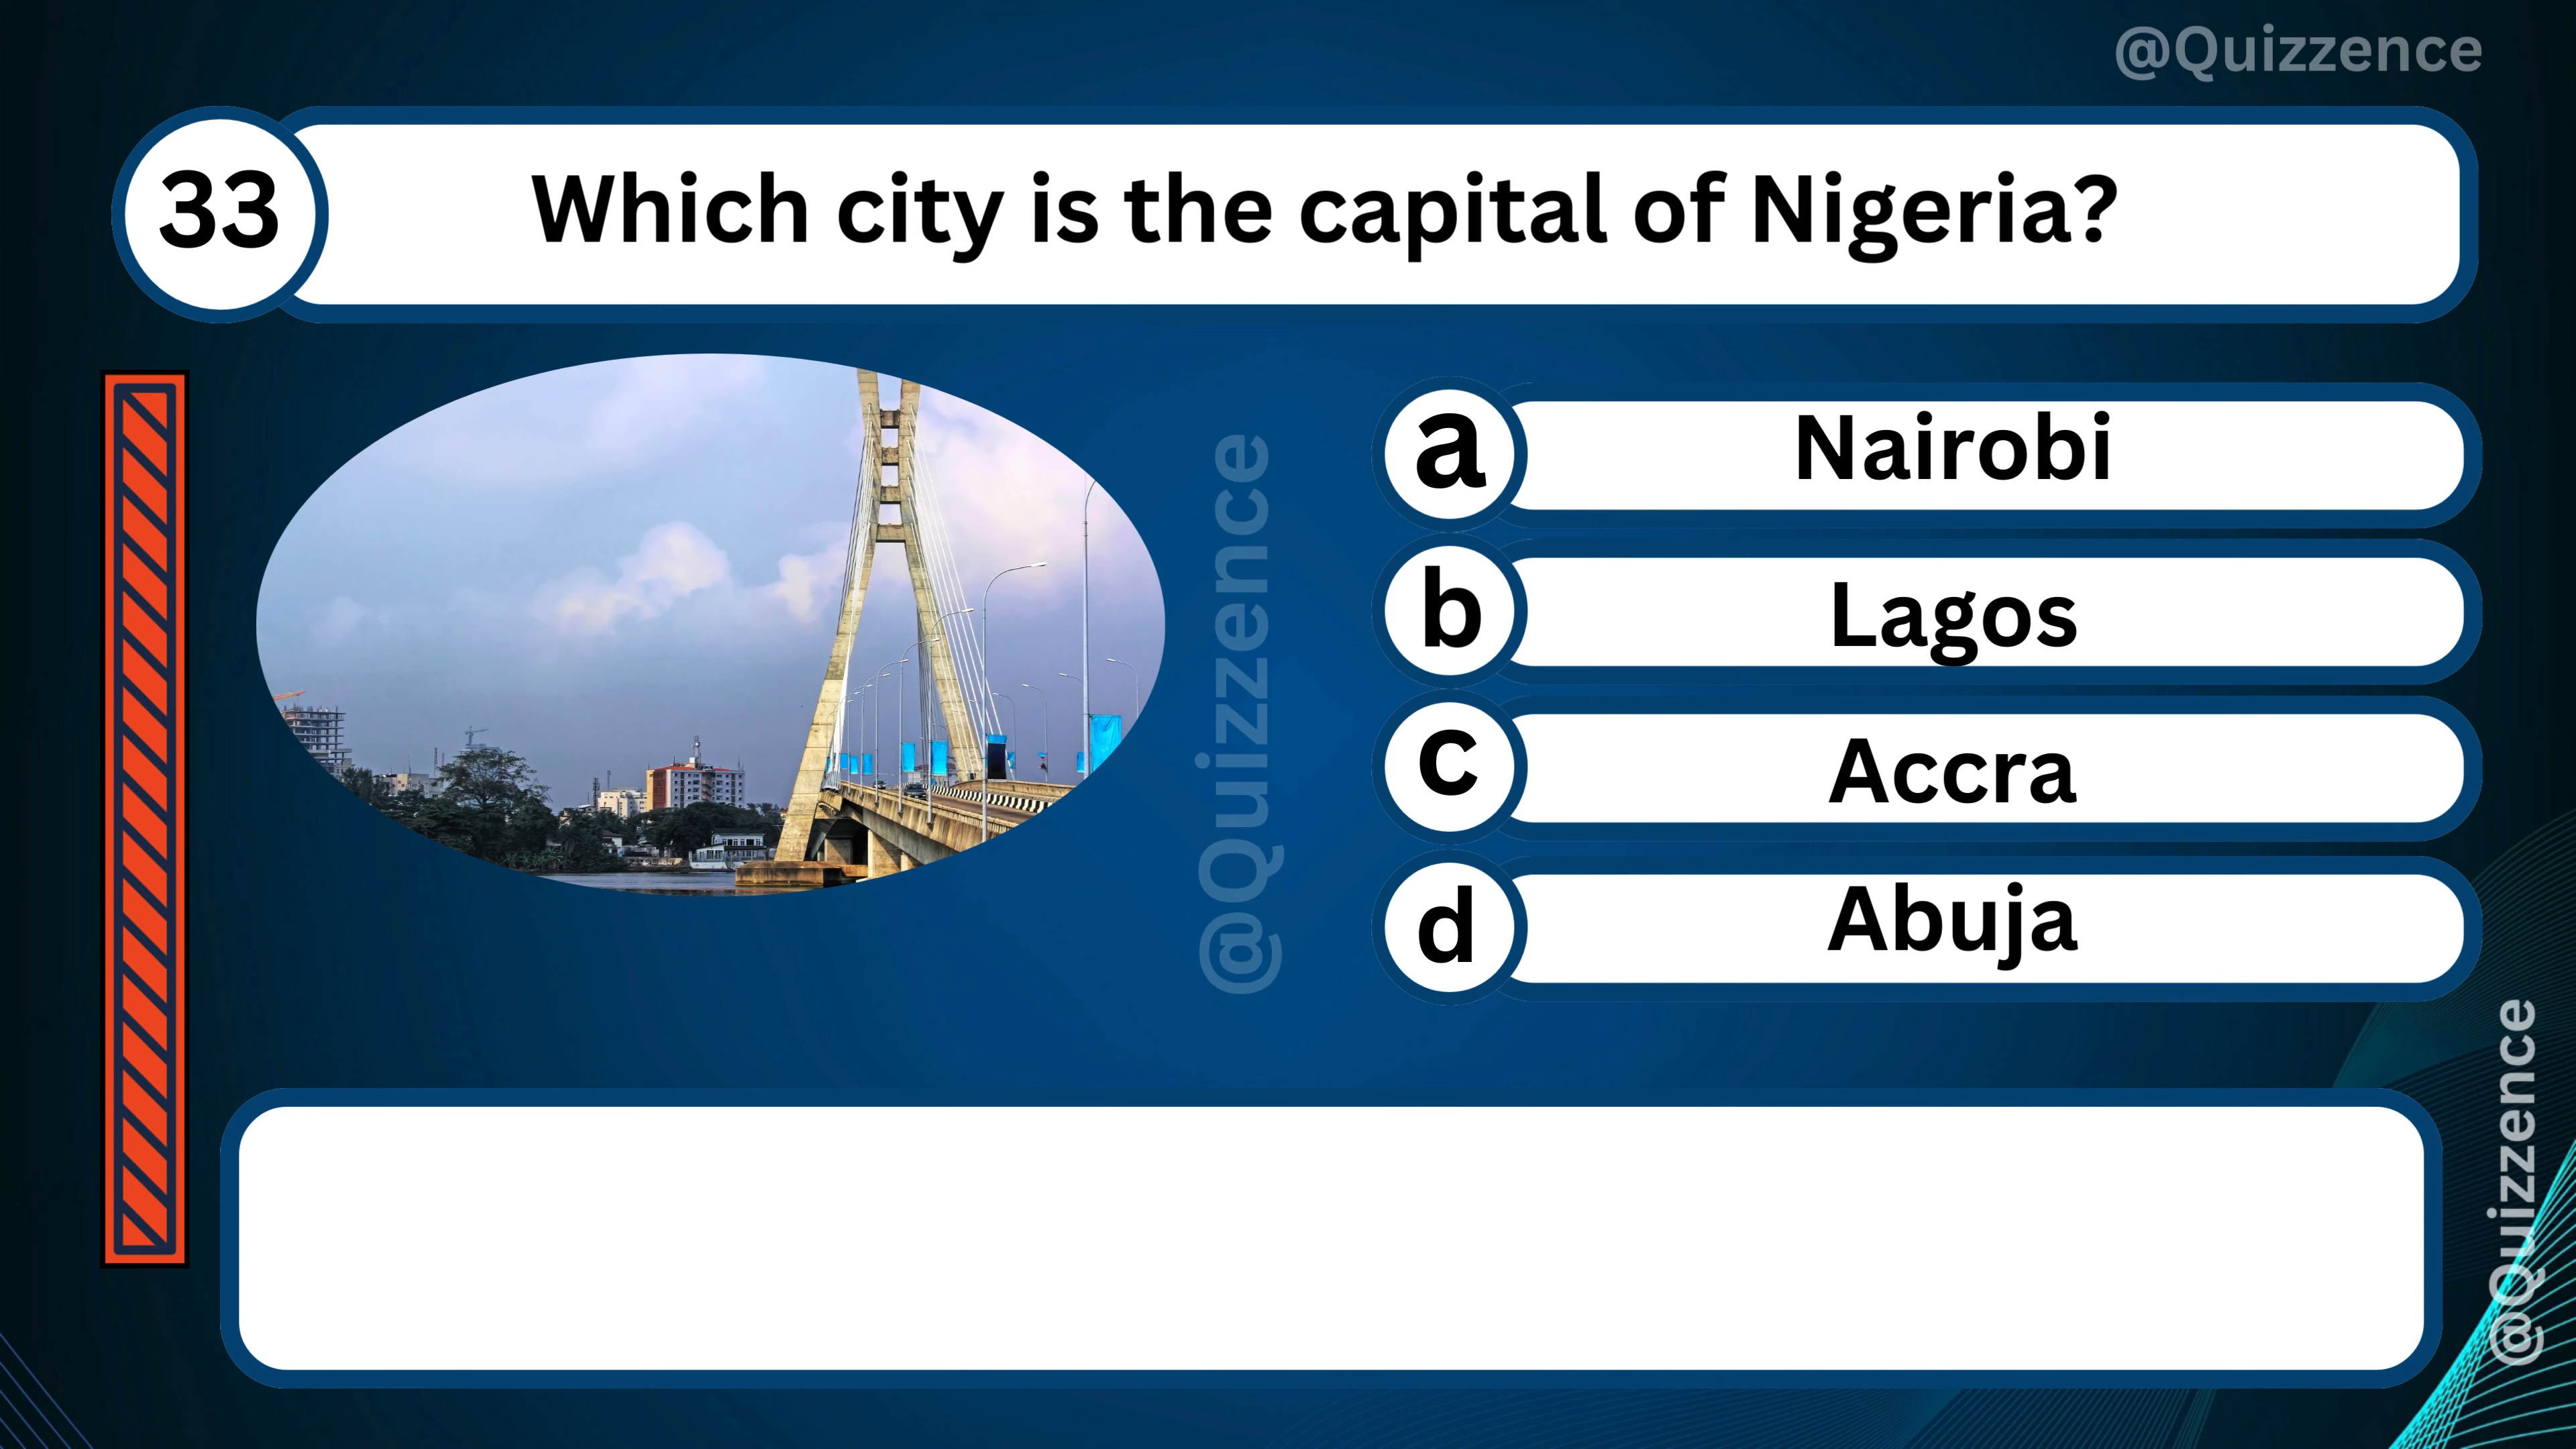 @Quizzence
33
Which city is the capital of Nigeria?
a
Nairobi
b
Lagos
c
Accra
d
Abuja
@Quizzence
@Quizzence